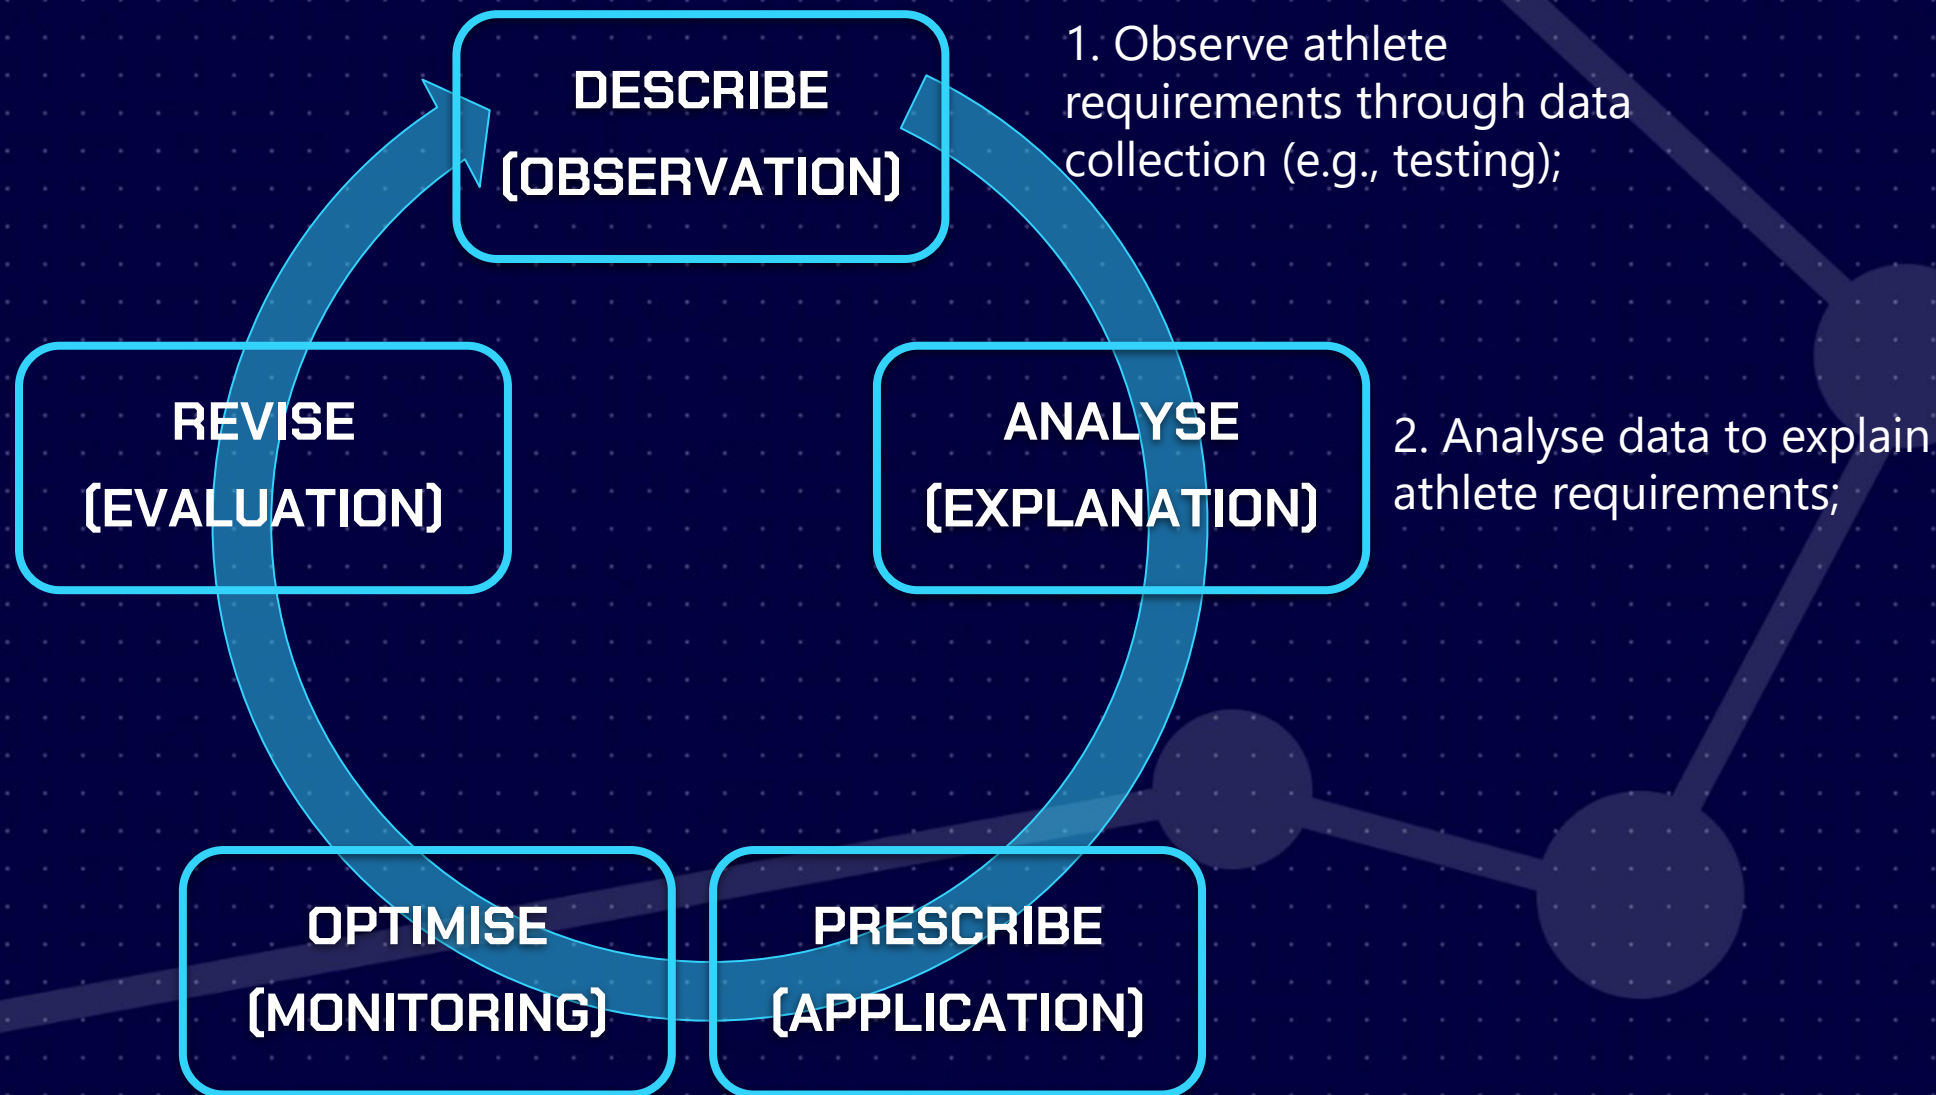 DESCRIBE
(OBSERVATION)
1. Observe athlete
requirements through data
collection (e.g., testing);
ANALYSE
(EXPLANATION)
2. Analyse data to explain
athlete requirements;
PRESCRIBE
(APPLICATION)
OPTIMISE
(MONITORING)
REVISE
(EVALUATION)